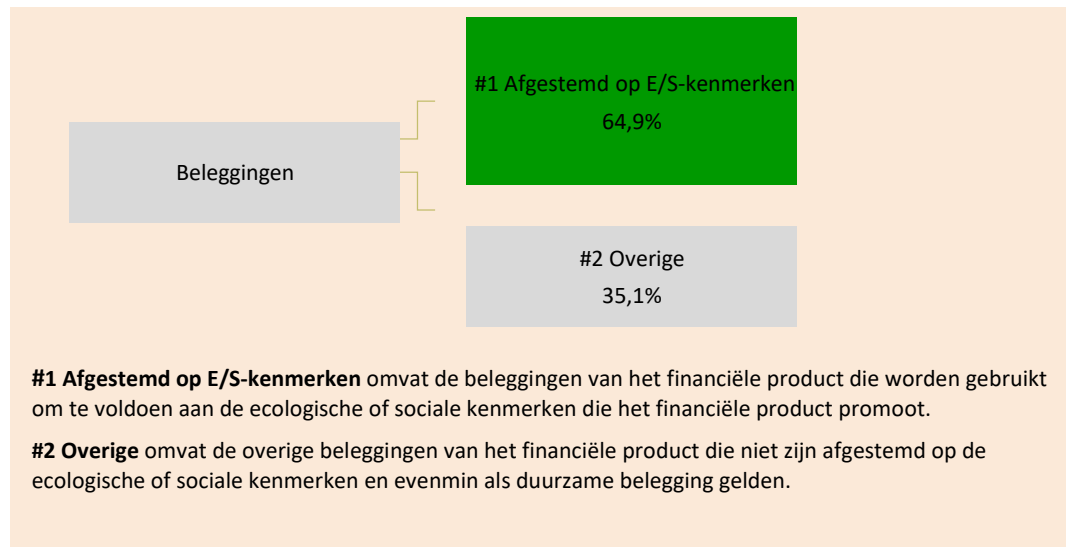 #1 Afgestemd op E/S-kenmerken
64,9%
Beleggingen
#2 Overige
35,1%
#1 Afgestemd op E/S-kenmerken omvat de beleggingen van het financiële product die worden gebruikt
om te voldoen aan de ecologische of sociale kenmerken die het financiële product promoot.
#2 Overige omvat de overige beleggingen van het financiële product die niet zijn afgestemd op de
ecologische of sociale kenmerken en evenmin als duurzame belegging gelden.